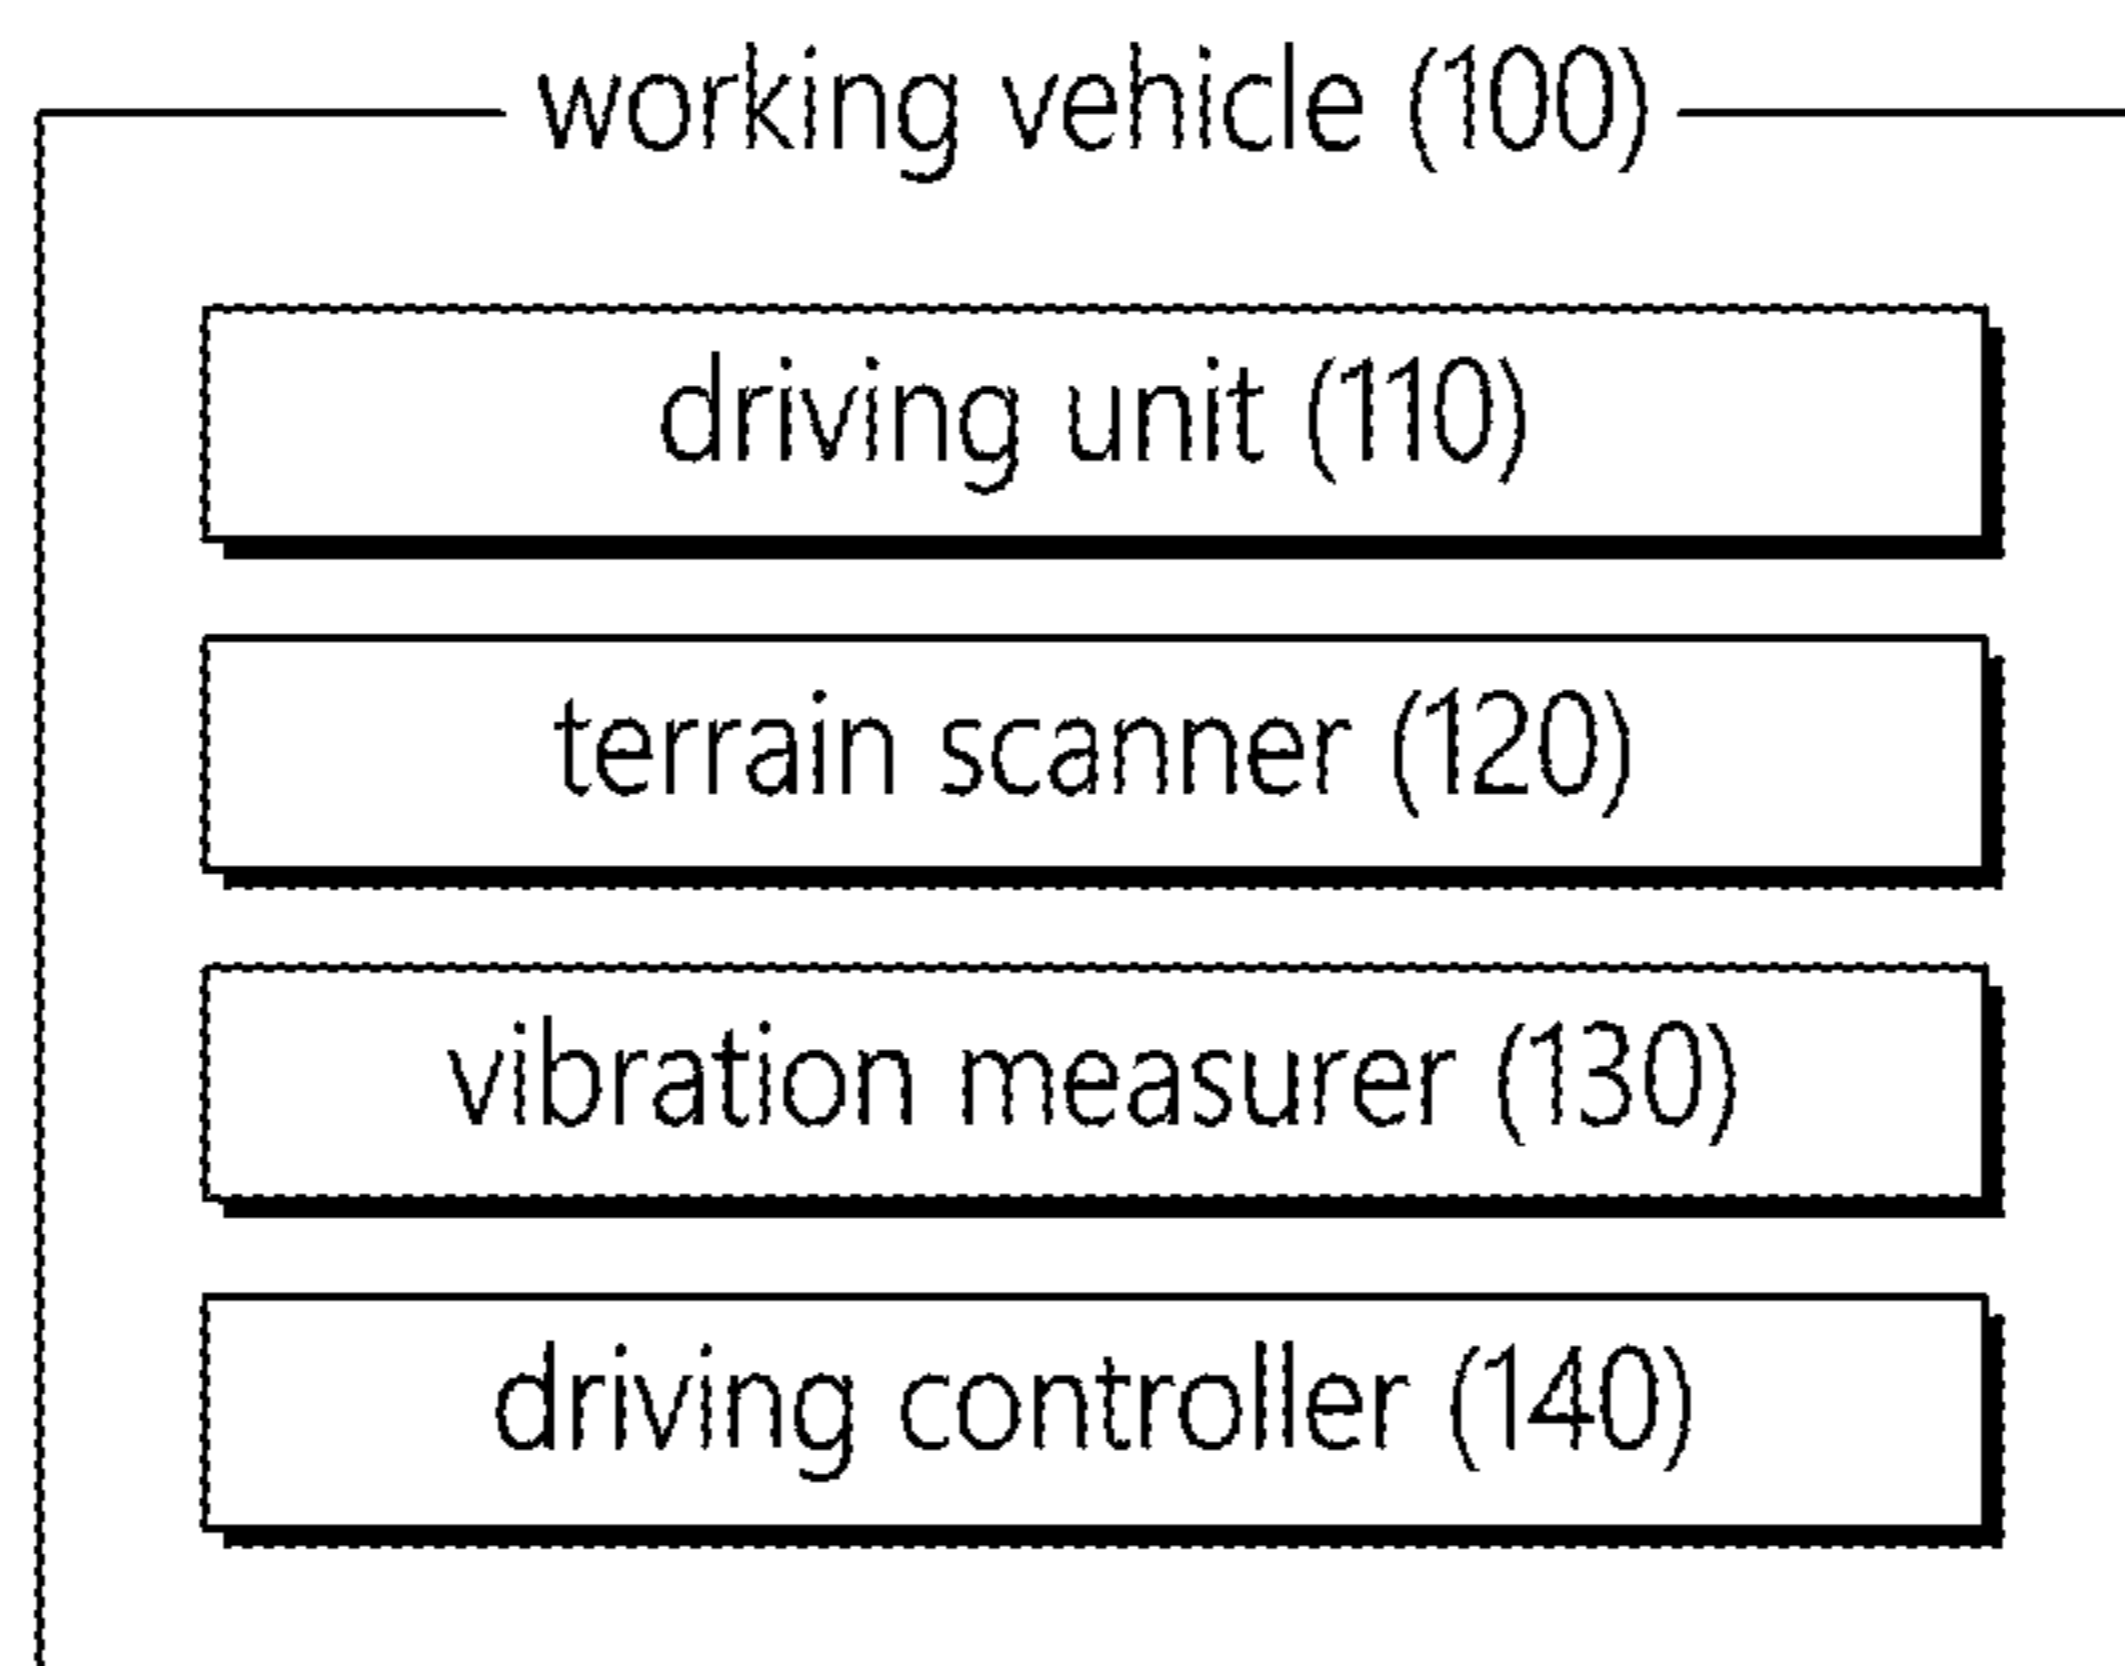 working vehicle (100)
driving unit (110)
terrain scanner (120)
vibration measurer (130)
driving controller (140)